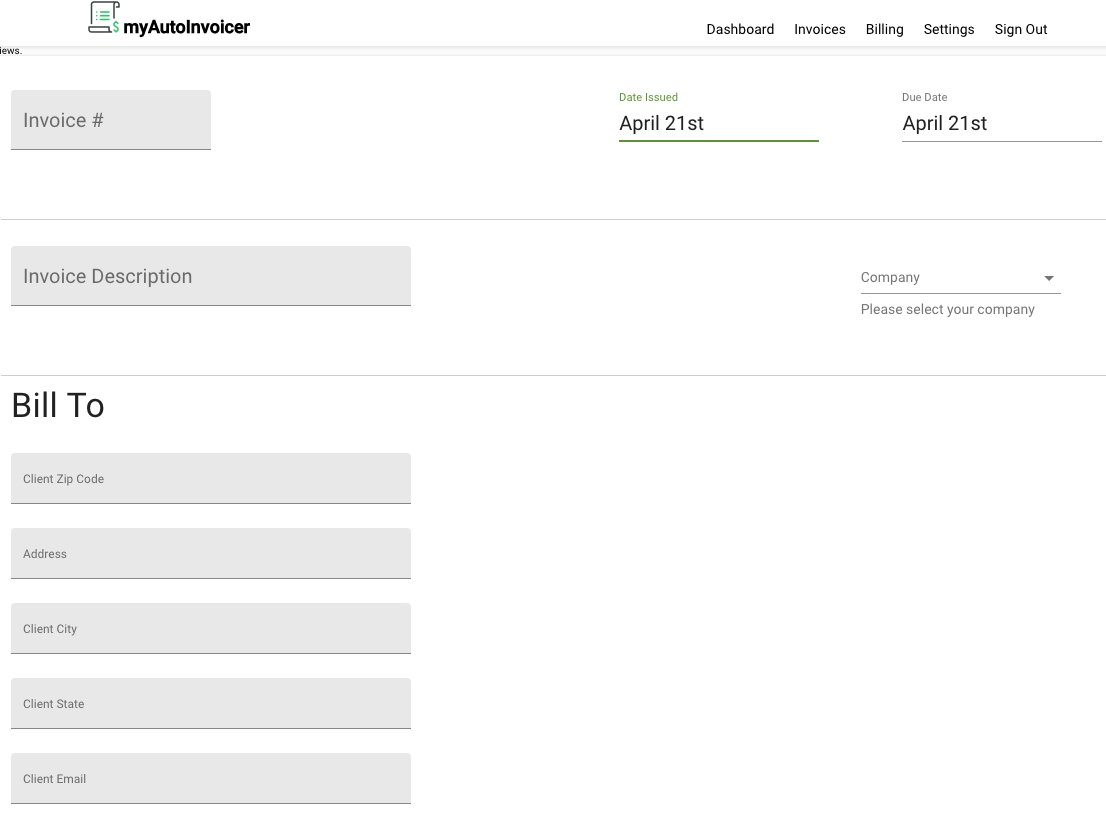 myAutoInvoicer
Dashboard Invoices Billing Settings Sign Out
iews.
Date Issued Due Date
Invoice # April 21st April 21st
Invoice Description Company
Please select your company
Bill To
Client Zip Code
Address
Client City
Client State
Client Email